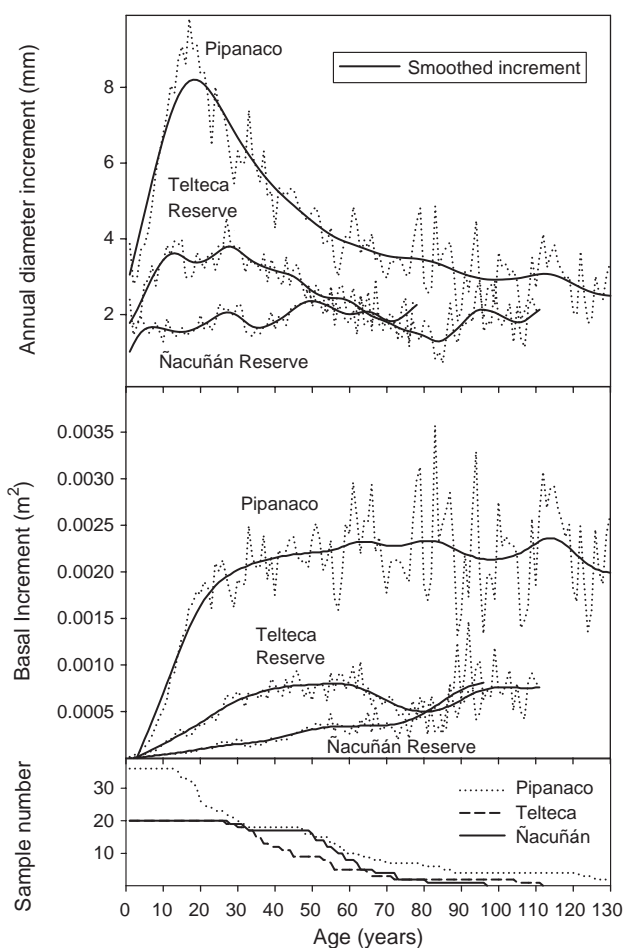 Annual diameter increment (mm)
8
6
4
2
Pipanaco
Smoothed increment
Telteca
Reserve
Ñacuñán Reserve
Basal Increment (m²)
0.0035
0.0030
0.0025
0.0020
0.0015
0.0010
0.0005
Pipanaco
Telteca
Reserve
Ñacuñán Reserve
Sample number
30
20
10
Pipanaco
Telteca
Ñacuñán
0 10 20 30 40 50 60 70 80 90 100 110 120 130
Age (years)